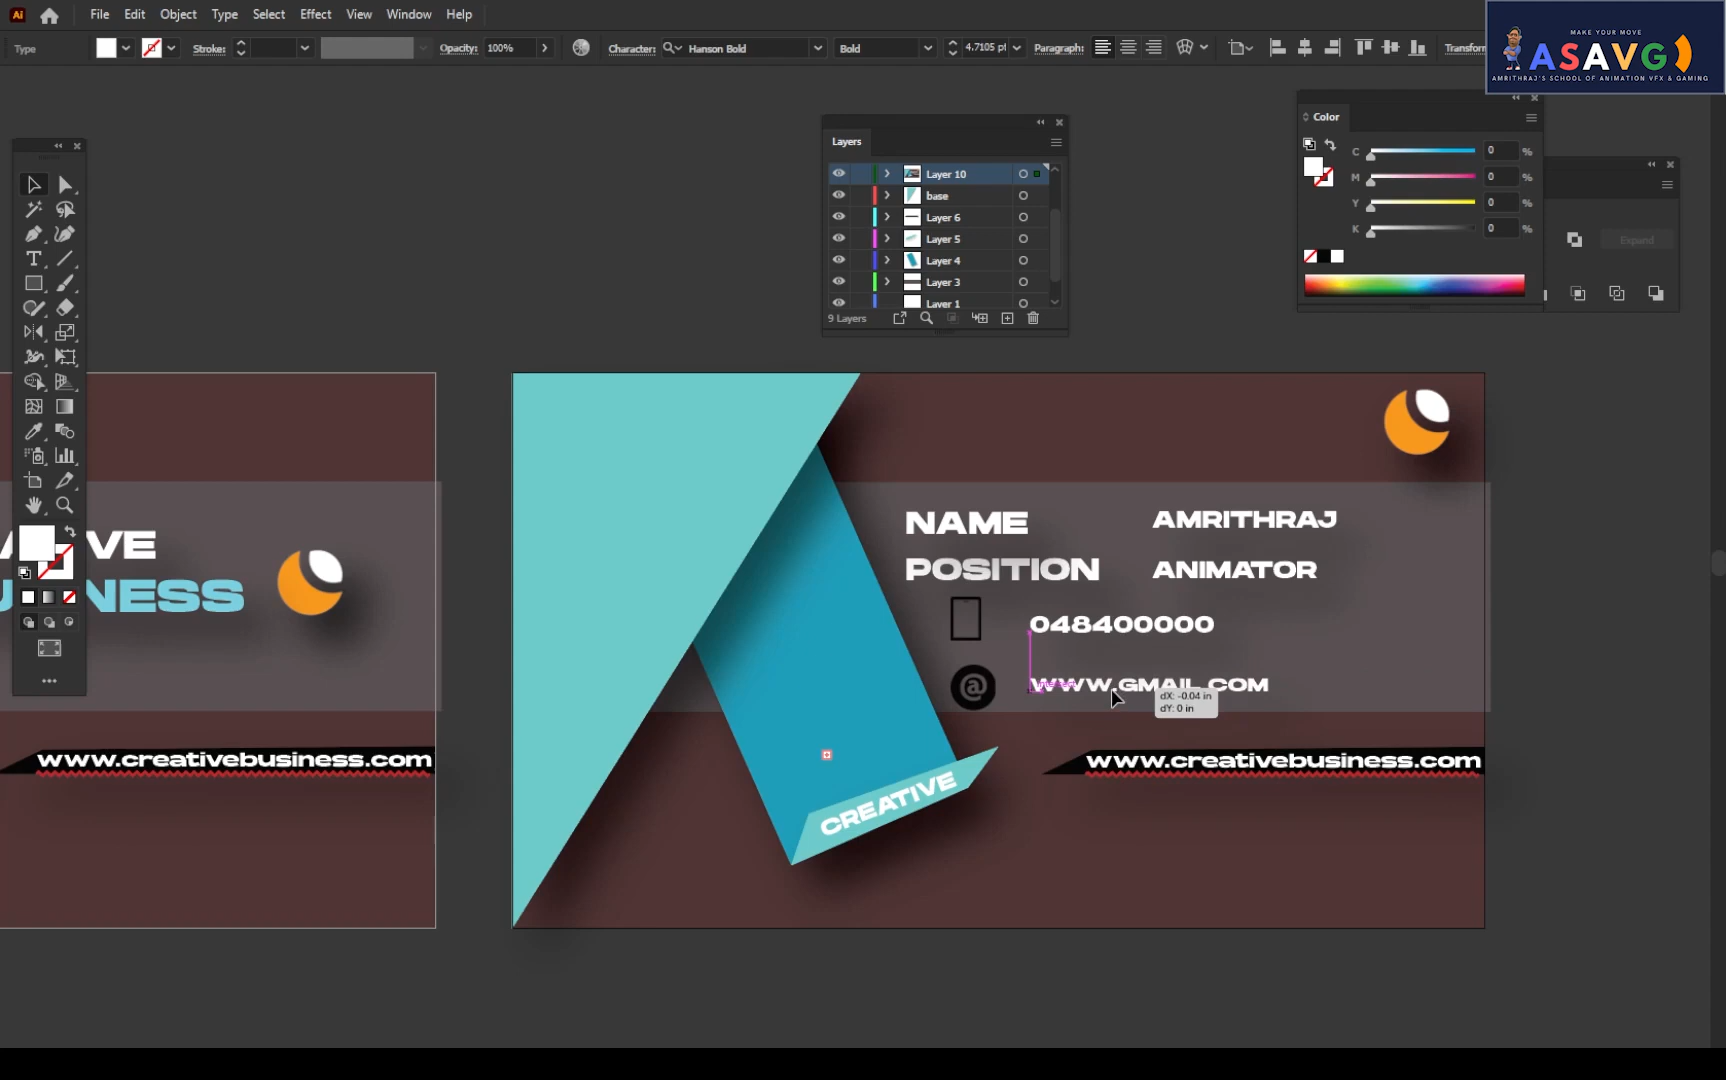 Ai File Edit Object Type Select Effect View Window Help
Type Stroke: Opacity: 100% Character: Hanson Bold Bold 4.7105 pt Paragraph: Transform
MAKE YOUR MOVE
ASAVG
AMRITHRAJ'S SCHOOL OF ANIMATION VFX & GAMING
Layers
Layer 10
base
Layer 6
Layer 5
Layer 4
Layer 3
Layer 1
9 Layers
Color
C 0 %
M 0 %
Y 0 %
K 0 %
Expand
VE
NESS
www.creativebusiness.com
NAME AMRITHRAJ
POSITION ANIMATOR
048400000
@ WWW.GMAIL.COM
dX: -0.04 in
dY: 0 in
CREATIVE
www.creativebusiness.com